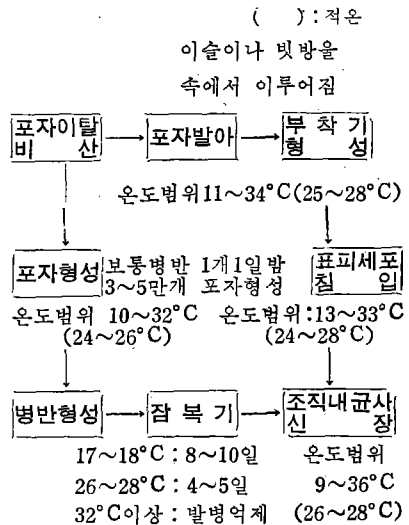 (    ) : 적온
이슬이나 빗방울
속에서 이루어짐
포자이탈
비 산
포자발아
부 착 기
형 성
온도범위 11~34°C(25~28°C)
포자형성
보통병반 1개1일밤
3~5만개 포자형성
표피세포
침 입
온도범위 10~32°C
(24~26°C)
온도범위:13~33°C
(24~28°C)
병반형성
잠 복 기
조직내균사
신 장
17~18°C : 8~10일
26~28°C : 4~5일
32°C이상 : 발병억제
온도범위
9~36°C
(26~28°C)